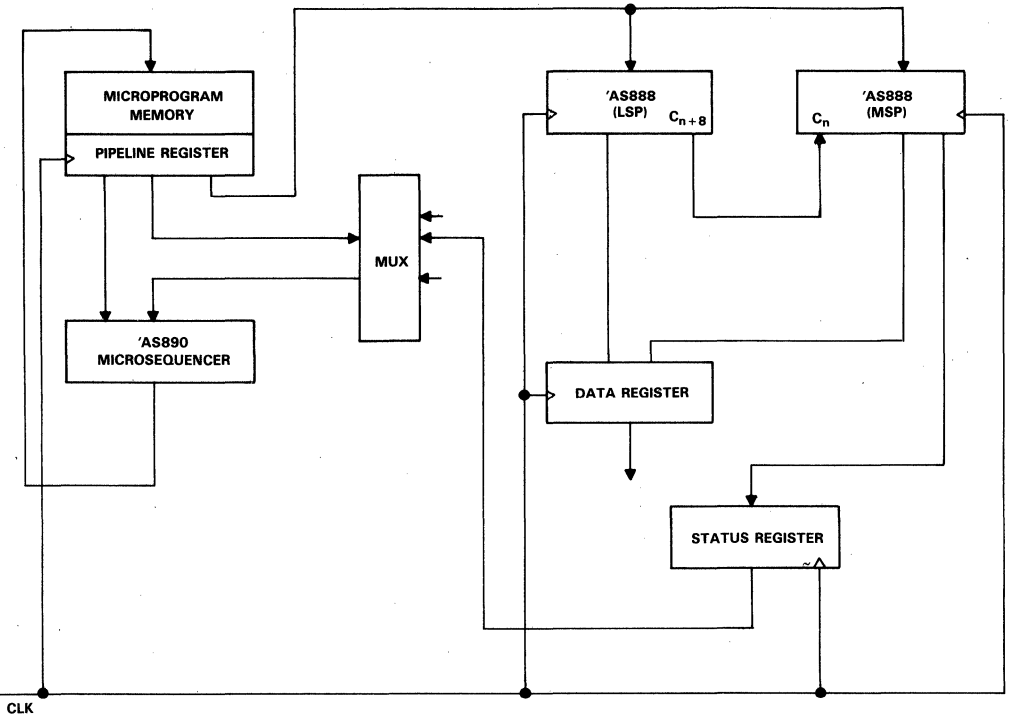 MICROPROGRAM
MEMORY
PIPELINE REGISTER
'AS888
(LSP)
Cn+8
'AS888
(MSP)
Cn
MUX
'AS890
MICROSEQUENCER
DATA REGISTER
STATUS REGISTER
~
CLK